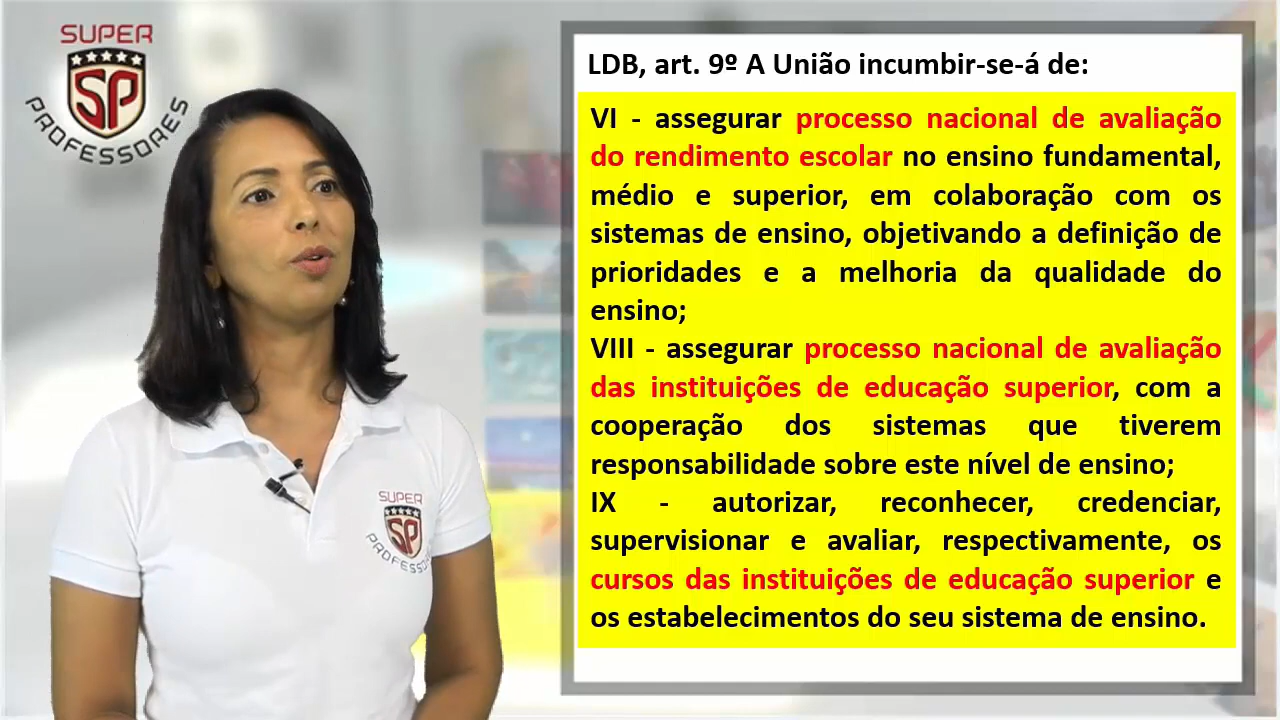 SUPER
SP
PROFESSORES
LDB, art. 9º A União incumbir-se-á de:
VI - assegurar processo nacional de avaliação
do rendimento escolar no ensino fundamental,
médio e superior, em colaboração com os
sistemas de ensino, objetivando a definição de
prioridades e a melhoria da qualidade do
ensino;
VIII - assegurar processo nacional de avaliação
das instituições de educação superior, com a
cooperação dos sistemas que tiverem
responsabilidade sobre este nível de ensino;
IX - autorizar, reconhecer, credenciar,
supervisionar e avaliar, respectivamente, os
cursos das instituições de educação superior e
os estabelecimentos do seu sistema de ensino.
SUPER
SP
PROFESSORES